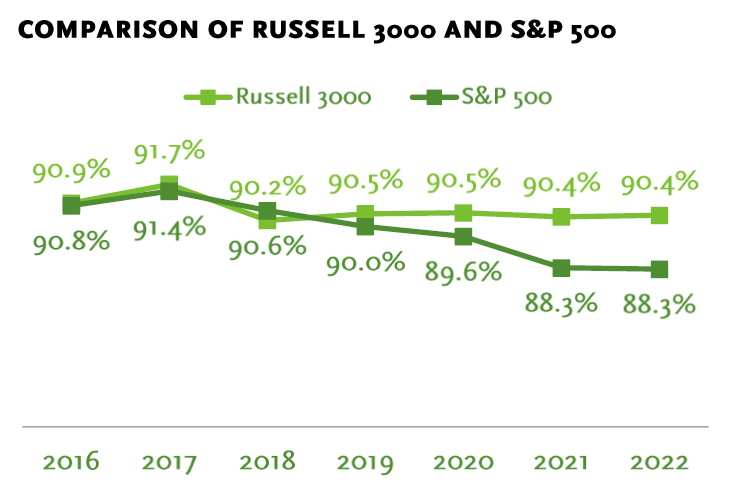 COMPARISON OF RUSSELL 3000 AND S&P 500
Russell 3000 S&P 500
90.9% 91.7% 90.2% 90.5% 90.5% 90.4% 90.4%
90.8% 91.4% 90.6% 90.0% 89.6% 88.3% 88.3%
2016 2017 2018 2019 2020 2021 2022